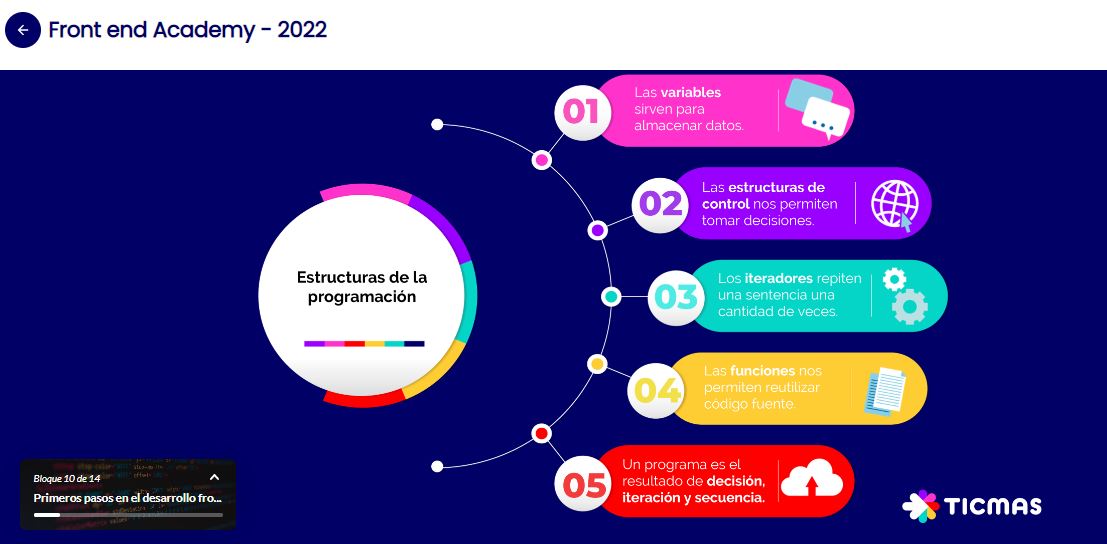 Front end Academy - 2022
Estructuras de la
programación
01
Las variables
sirven para
almacenar datos.
02
Las estructuras de
control nos permiten
tomar decisiones.
03
Los iteradores repiten
una sentencia una
cantidad de veces.
04
Las funciones nos
permiten reutilizar
código fuente.
05
Un programa es el
resultado de decisión,
iteración y secuencia.
Bloque 10 de 14
Primeros pasos en el desarrollo fro...
TICMAS